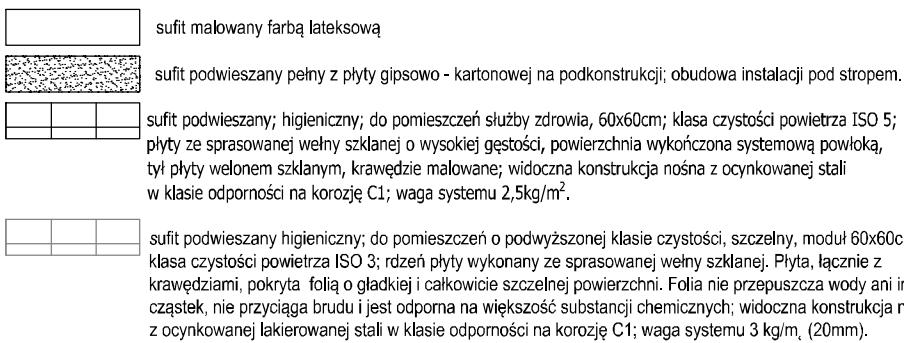 sufit malowany farbą lateksową
sufit podwieszany pełny z płyty gipsowo - kartonowej na podkonstrukcji; obudowa instalacji pod stropem.
sufit podwieszany; higieniczny; do pomieszczeń służby zdrowia, 60x60cm; klasa czystości powietrza ISO 5;
płyty ze sprasowanej wełny szklanej o wysokiej gęstości, powierzchnia wykończona systemową powłoką,
tył płyty welonem szklanym, krawędzie malowane; widoczna konstrukcja nośna z ocynkowanej stali
w klasie odporności na korozję C1; waga systemu 2,5kg/m².
sufit podwieszany higieniczny; do pomieszczeń o podwyższonej klasie czystości, szczelny, moduł 60x60c
klasa czystości powietrza ISO 3; rdzeń płyty wykonany ze sprasowanej wełny szklanej. Płyta, łącznie z
krawędziami, pokryta folią o gładkiej i całkowicie szczelnej powierzchni. Folia nie przepuszcza wody ani
cząstek, nie przyciąga brudu i jest odporna na większość substancji chemicznych; widoczna konstrukcja
z ocynkowanej lakierowanej stali w klasie odporności na korozję C1; waga systemu 3 kg/m, (20mm).